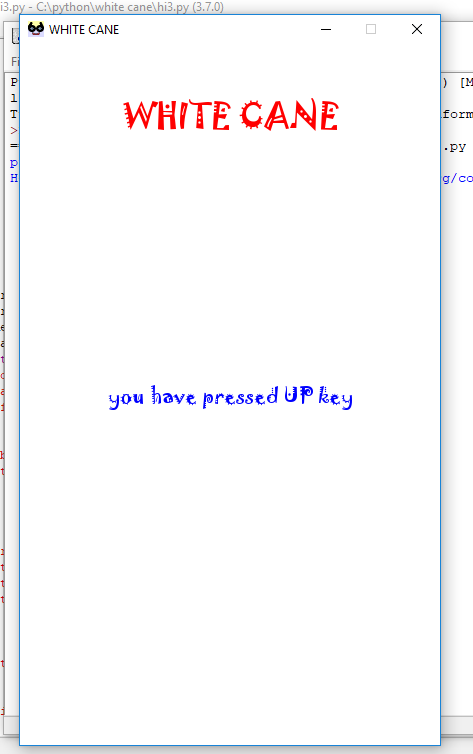 hi3.py - C:\python\white cane\hi3.py (3.7.0)
WHITE CANE
WHITE CANE
you have pressed UP key